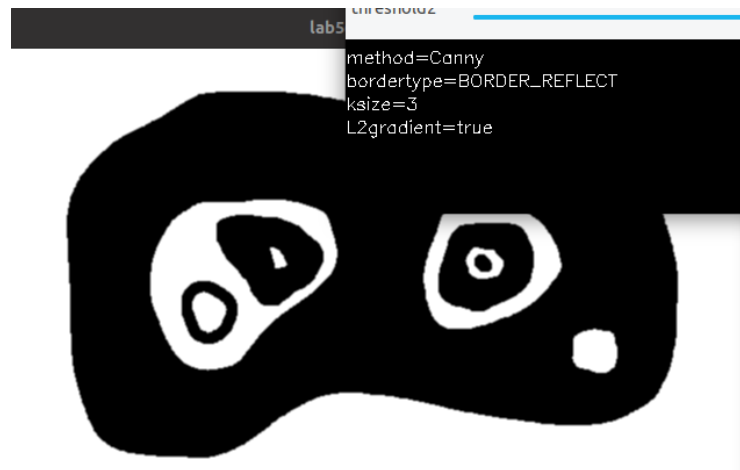 threshold2
lab5
method=Canny
bordertype=BORDER_REFLECT
ksize=3
L2gradient=true